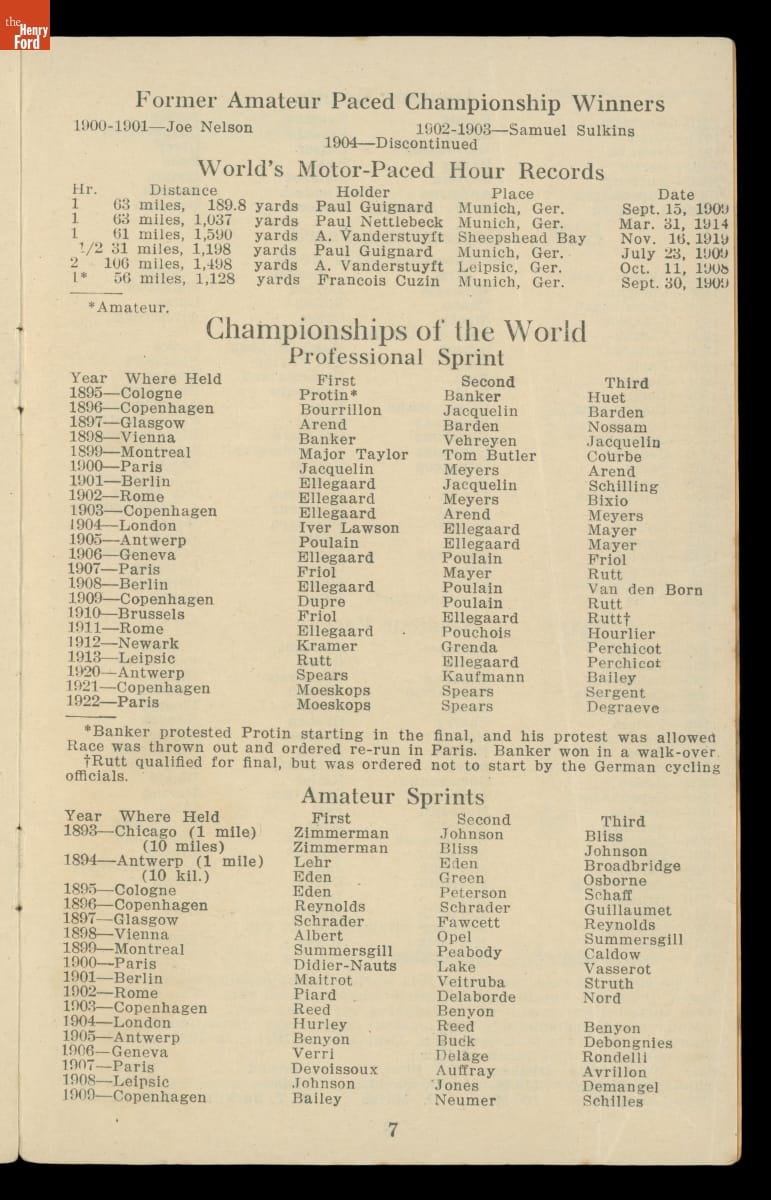 the
Henry
Ford
Former Amateur Paced Championship Winners
1900-1901—Joe Nelson 1902-1903—Samuel Sulkins
1904—Discontinued
World's Motor-Paced Hour Records
Hr. Distance Holder Place Date
1 63 miles, 189.8 yards Paul Guignard Munich, Ger. Sept. 15, 1909
1 63 miles, 1,037 yards Paul Nettlebeck Munich, Ger. Mar. 31, 1914
1 61 miles, 1,590 yards A. Vanderstuyft Sheepshead Bay Nov. 16, 1919
1/2 31 miles, 1,198 yards Paul Guignard Munich, Ger. July 23, 1909
2 106 miles, 1,498 yards A. Vanderstuyft Leipsic, Ger. Oct. 11, 1908
1* 56 miles, 1,128 yards Francois Cuzin Munich, Ger. Sept. 30, 1909
*Amateur.
Championships of the World
Professional Sprint
Year Where Held First Second Third
1895—Cologne Protin* Banker Huet
1896—Copenhagen Bourrillon Jacquelin Barden
1897—Glasgow Arend Barden Nossam
1898—Vienna Banker Vehreyen Jacquelin
1899—Montreal Major Taylor Tom Butler Courbe
1900—Paris Jacquelin Meyers Arend
1901—Berlin Ellegaard Jacquelin Schilling
1902—Rome Ellegaard Meyers Bixio
1903—Copenhagen Ellegaard Arend Meyers
1904—London Iver Lawson Ellegaard Mayer
1905—Antwerp Poulain Ellegaard Mayer
1906—Geneva Ellegaard Poulain Friol
1907—Paris Friol Mayer Rutt
1908—Berlin Ellegaard Poulain Van den Born
1909—Copenhagen Dupre Poulain Rutt
1910—Brussels Friol Ellegaard Rutt†
1911—Rome Ellegaard Pouchois Hourlier
1912—Newark Kramer Grenda Perchicot
1913—Leipsic Rutt Ellegaard Perchicot
1920—Antwerp Spears Kaufmann Bailey
1921—Copenhagen Moeskops Spears Sergent
1922—Paris Moeskops Spears Degraeve
*Banker protested Protin starting in the final, and his protest was allowed
Race was thrown out and ordered re-run in Paris. Banker won in a walk-over.
†Rutt qualified for final, but was ordered not to start by the German cycling
officials.
Amateur Sprints
Year Where Held First Second Third
1893—Chicago (1 mile) Zimmerman Johnson Bliss
(10 miles) Zimmerman Bliss Johnson
1894—Antwerp (1 mile) Lehr Eden Broadbridge
(10 kil.) Eden Green Osborne
1895—Cologne Eden Peterson Schaff
1896—Copenhagen Reynolds Schrader Guillaumet
1897—Glasgow Schrader Fawcett Reynolds
1898—Vienna Albert Opel Summersgill
1899—Montreal Summersgill Peabody Caldow
1900—Paris Didier-Nauts Lake Vasserot
1901—Berlin Maitrot Veitruba Struth
1902—Rome Piard Delaborde Nord
1903—Copenhagen Reed Benyon
1904—London Hurley Reed Benyon
1905—Antwerp Benyon Buck Debongnies
1906—Geneva Verri Delage Rondelli
1907—Paris Devoissoux Auffray Avrillon
1908—Leipsic Johnson Jones Demangel
1909—Copenhagen Bailey Neumer Schilles
7